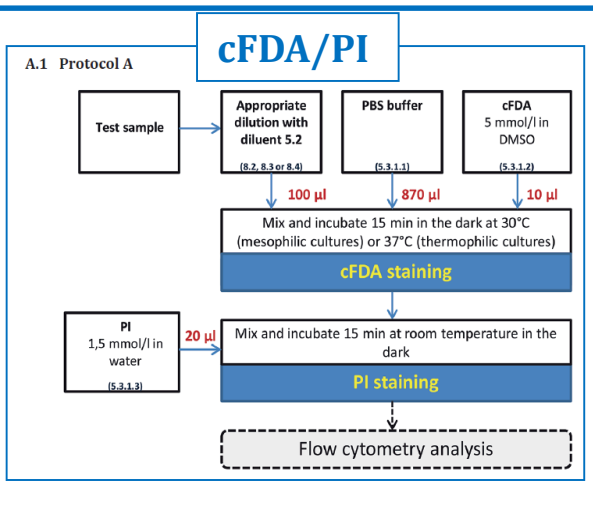 cFDA/PI
A.1 Protocol A
Test sample
Appropriate
dilution with
diluent 5.2
(8.2, 8.3 or 8.4)
PBS buffer
(5.3.1.1)
cFDA
5 mmol/l in
DMSO
(5.3.1.2)
100 µl
870 µl
10 µl
Mix and incubate 15 min in the dark at 30°C
(mesophilic cultures) or 37°C (thermophilic cultures)
cFDA staining
PI
1,5 mmol/l in
water
(5.3.1.3)
20 µl
Mix and incubate 15 min at room temperature in the
dark
PI staining
Flow cytometry analysis